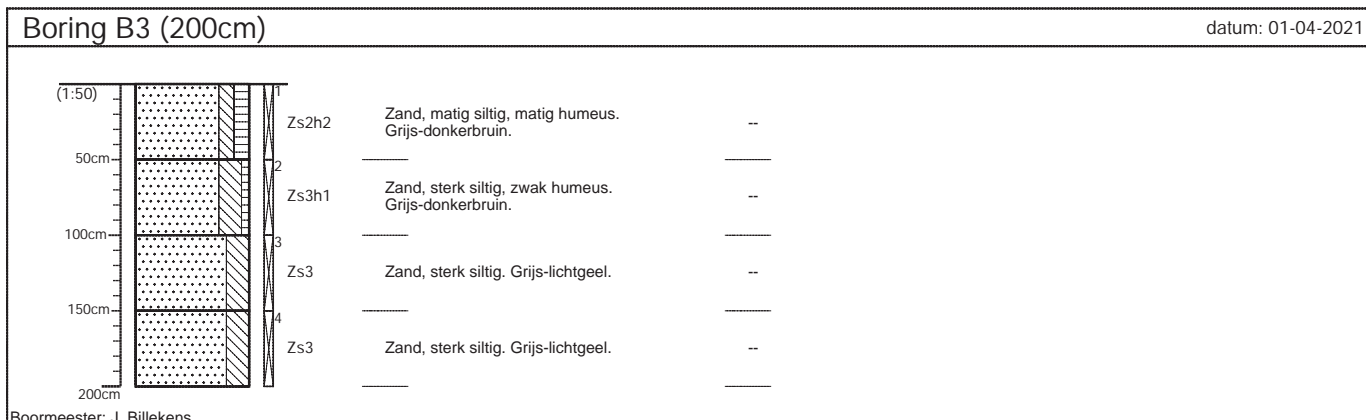 Boring B3 (200cm)
datum: 01-04-2021
(1:50)
1
Zs2h2
Zand, matig siltig, matig humeus.
Grijs-donkerbruin.
--
50cm
2
Zs3h1
Zand, sterk siltig, zwak humeus.
Grijs-donkerbruin.
--
100cm
3
Zs3
Zand, sterk siltig. Grijs-lichtgeel.
--
150cm
4
Zs3
Zand, sterk siltig. Grijs-lichtgeel.
--
200cm
Boormeester: J. Billekens